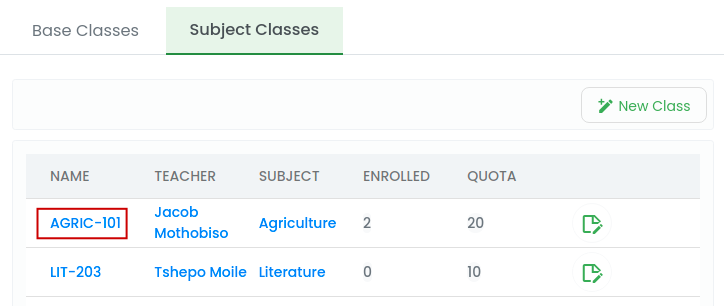 Base Classes Subject Classes
New Class
NAME TEACHER SUBJECT ENROLLED QUOTA
AGRIC-101 Jacob Mothobiso Agriculture 2 20
LIT-203 Tshepo Moile Literature 0 10